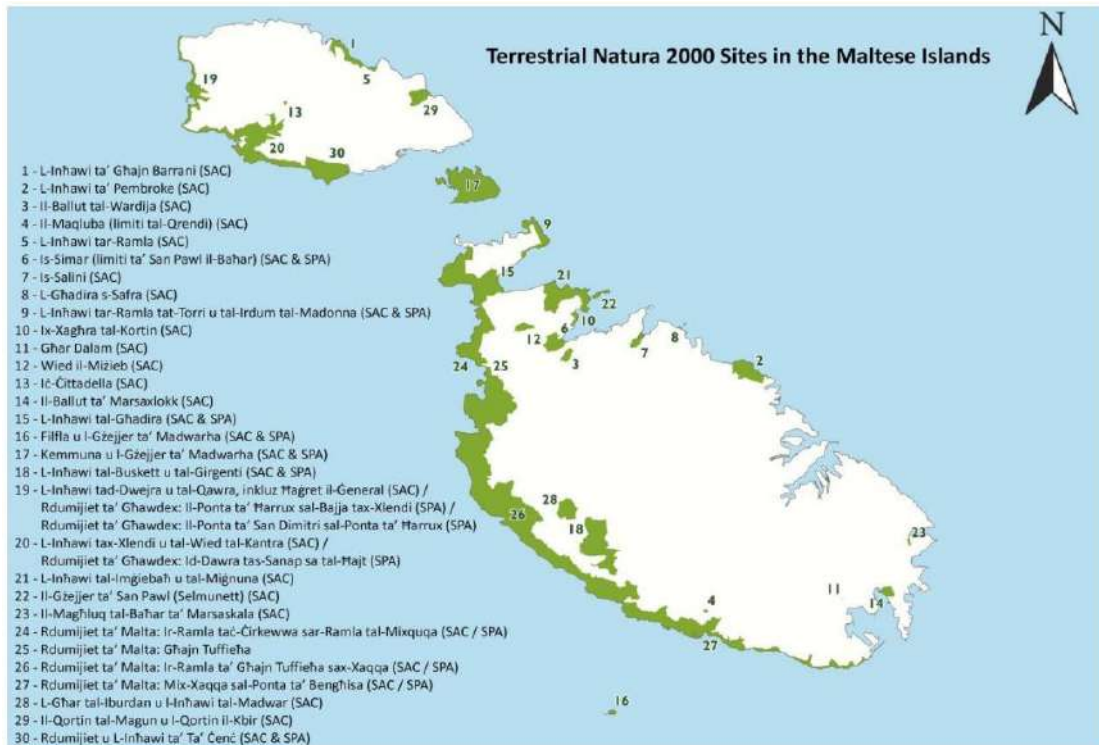 Terrestrial Natura 2000 Sites in the Maltese Islands
N
1
5
19
29
13
20
30
17
9
15
21
22
10
6
12
3
7
8
2
24
25
28
26
18
23
4
11
14
27
16
1 - L-Inħawi ta' Għajn Barrani (SAC)
2 - L-Inħawi ta' Pembroke (SAC)
3 - Il-Ballut tal-Wardija (SAC)
4 - Il-Maqluba (limiti tal-Qrendi) (SAC)
5 - L-Inħawi tar-Ramla (SAC)
6 - Is-Simar (limiti ta' San Pawl il-Baħar) (SAC & SPA)
7 - Is-Salini (SAC)
8 - L-Għadira s-Safra (SAC)
9 - L-Inħawi tar-Ramla tat-Torri u tal-Irdum tal-Madonna (SAC & SPA)
10 - Ix-Xagħra tal-Kortin (SAC)
11 - Għar Dalam (SAC)
12 - Wied il-Miżieb (SAC)
13 - Iċ-Ċittadella (SAC)
14 - Il-Ballut ta' Marsaxlokk (SAC)
15 - L-Inħawi tal-Għadira (SAC & SPA)
16 - Filfla u l-Gżejjer ta' Madwarha (SAC & SPA)
17 - Kemmuna u l-Gżejjer ta' Madwarha (SAC & SPA)
18 - L-Inħawi tal-Buskett u tal-Girgenti (SAC & SPA)
19 - L-Inħawi tad-Dwejra u tal-Qawra, inkluż Ħaġret il-Ġeneral (SAC) /
Rdumijiet ta' Għawdex: Il-Ponta ta' Ħarrux sal-Bajja tax-Xlendi (SPA) /
Rdumijiet ta' Għawdex: Il-Ponta ta' San Dimitri sal-Ponta ta' Ħarrux (SPA)
20 - L-Inħawi tax-Xlendi u tal-Wied tal-Kantra (SAC) /
Rdumijiet ta' Għawdex: Id-Dawra tas-Sanap sa tal-Ħajt (SPA)
21 - L-Inħawi tal-Imġiebaħ u tal-Miġnuna (SAC)
22 - Il-Gżejjer ta' San Pawl (Selmunett) (SAC)
23 - Il-Magħluq tal-Baħar ta' Marsaskala (SAC)
24 - Rdumijiet ta' Malta: Ir-Ramla taċ-Ċirkewwa sar-Ramla tal-Mixquqa (SAC / SPA)
25 - Rdumijiet ta' Malta: Għajn Tuffieħa
26 - Rdumijiet ta' Malta: Ir-Ramla ta' Għajn Tuffieħa sax-Xaqqa (SAC / SPA)
27 - Rdumijiet ta' Malta: Mix-Xaqqa sal-Ponta ta' Benghisa (SAC / SPA)
28 - L-Għar tal-Iburdan u l-Inħawi tal-Madwar (SAC)
29 - Il-Qortin tal-Magun u l-Qortin il-Kbir (SAC)
30 - Rdumijiet u L-Inħawi ta' Ta' Ċenċ (SAC & SPA)